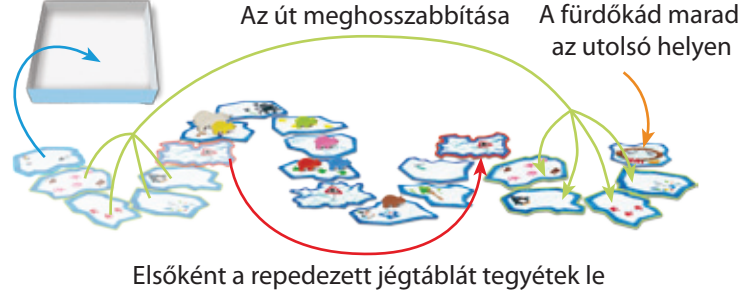 Az út meghosszabbítása
A fürdőkád marad
az utolsó helyen
Elsőként a repedezett jégtáblát tegyétek le